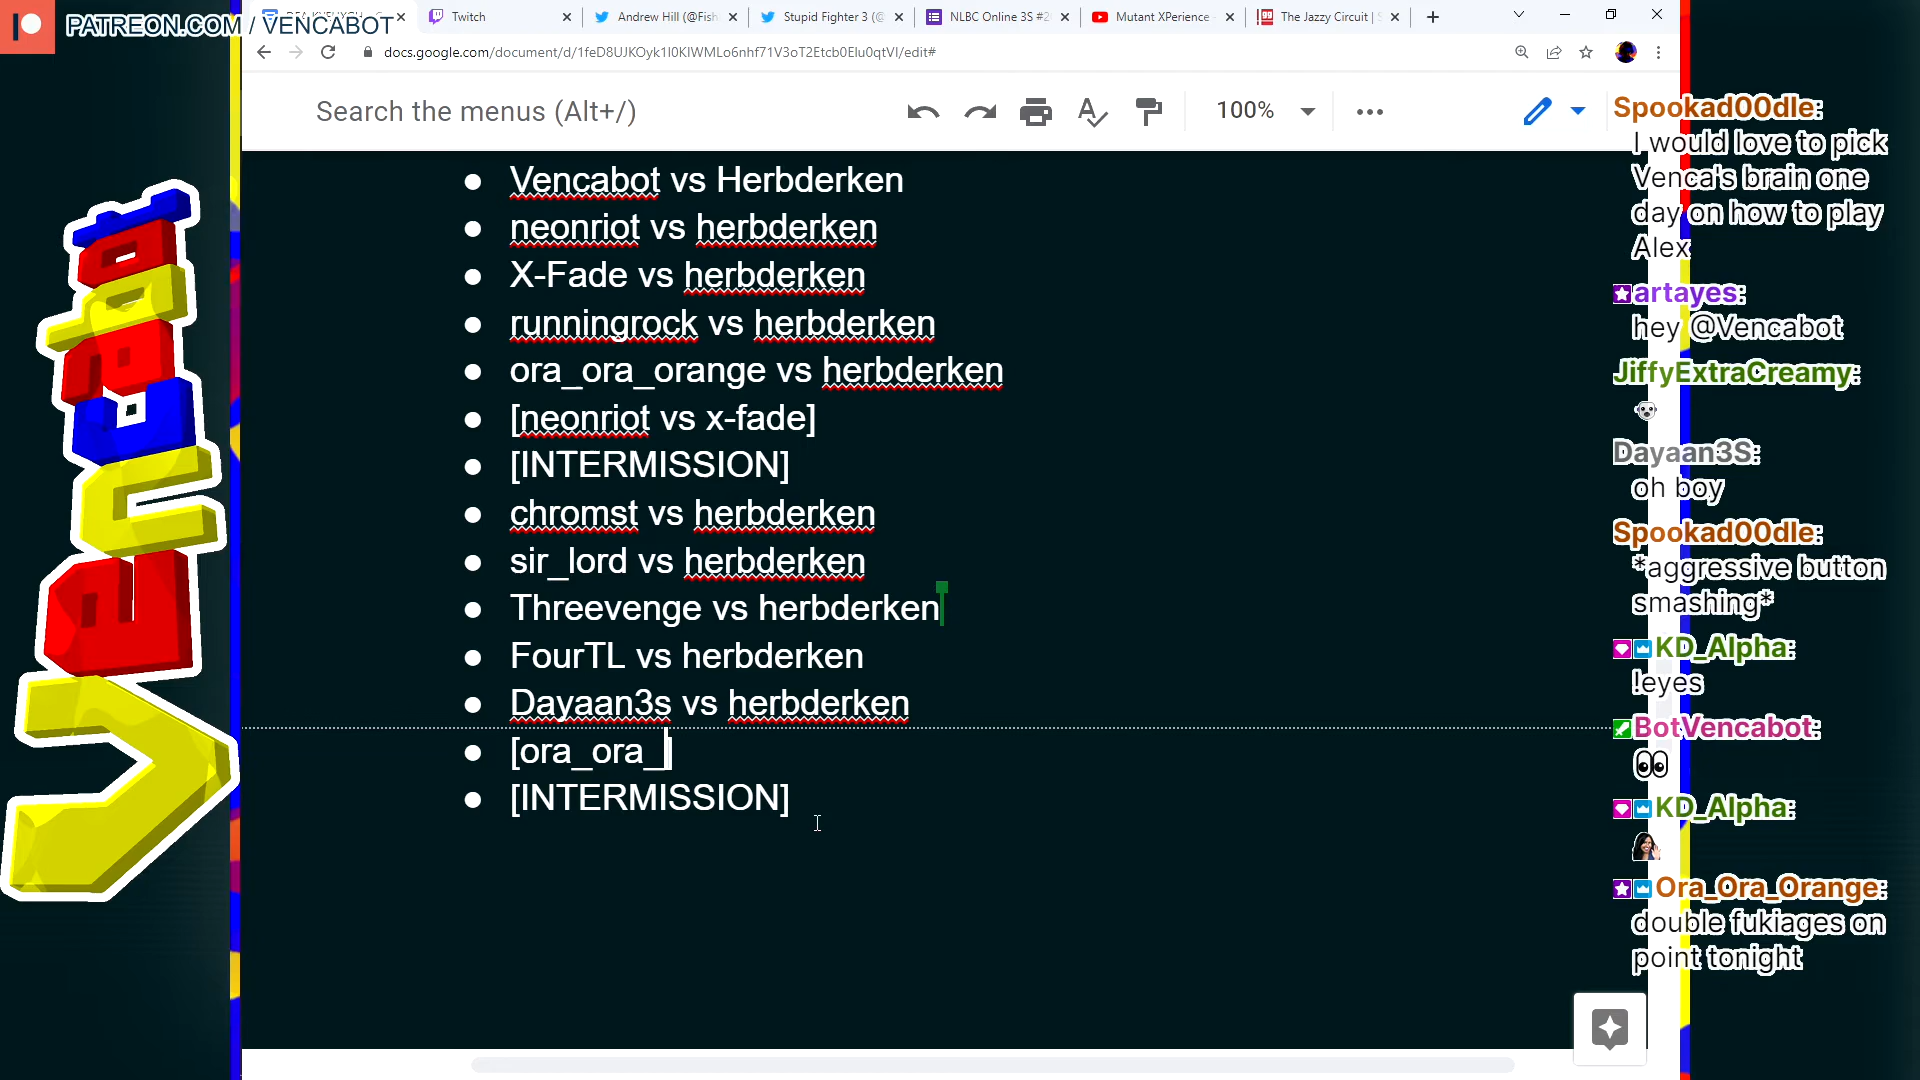 PATREON.COM / VENCABOT
Twitch
Andrew Hill (@Fish
Stupid Fighter 3 (@
NLBC Online 3S #2
Mutant XPerience -
The Jazzy Circuit | S
docs.google.com/document/d/1feD8UJKOyk1I0KIWMLo6nhf71V3oT2Etcb0Elu0qtVI/edit#
Search the menus (Alt+/)
100%
Vencabot vs Herbderken
neonriot vs herbderken
X-Fade vs herbderken
runningrock vs herbderken
ora_ora_orange vs herbderken
[neonriot vs x-fade]
[INTERMISSION]
chromst vs herbderken
sir_lord vs herbderken
Threevenge vs herbderken
FourTL vs herbderken
Dayaan3s vs herbderken
[ora_ora_]
[INTERMISSION]
Vencabot
Spookad00dle:
I would love to pick
Venca's brain one
day on how to play
Alex
artayes:
hey @Vencabot
JiffyExtraCreamy:
Dayaan3S:
oh boy
Spookad00dle:
*aggressive button
smashing*
KD_Alpha:
!eyes
BotVencabot:
KD_Alpha:
Ora_Ora_Orange:
double fukiages on
point tonight